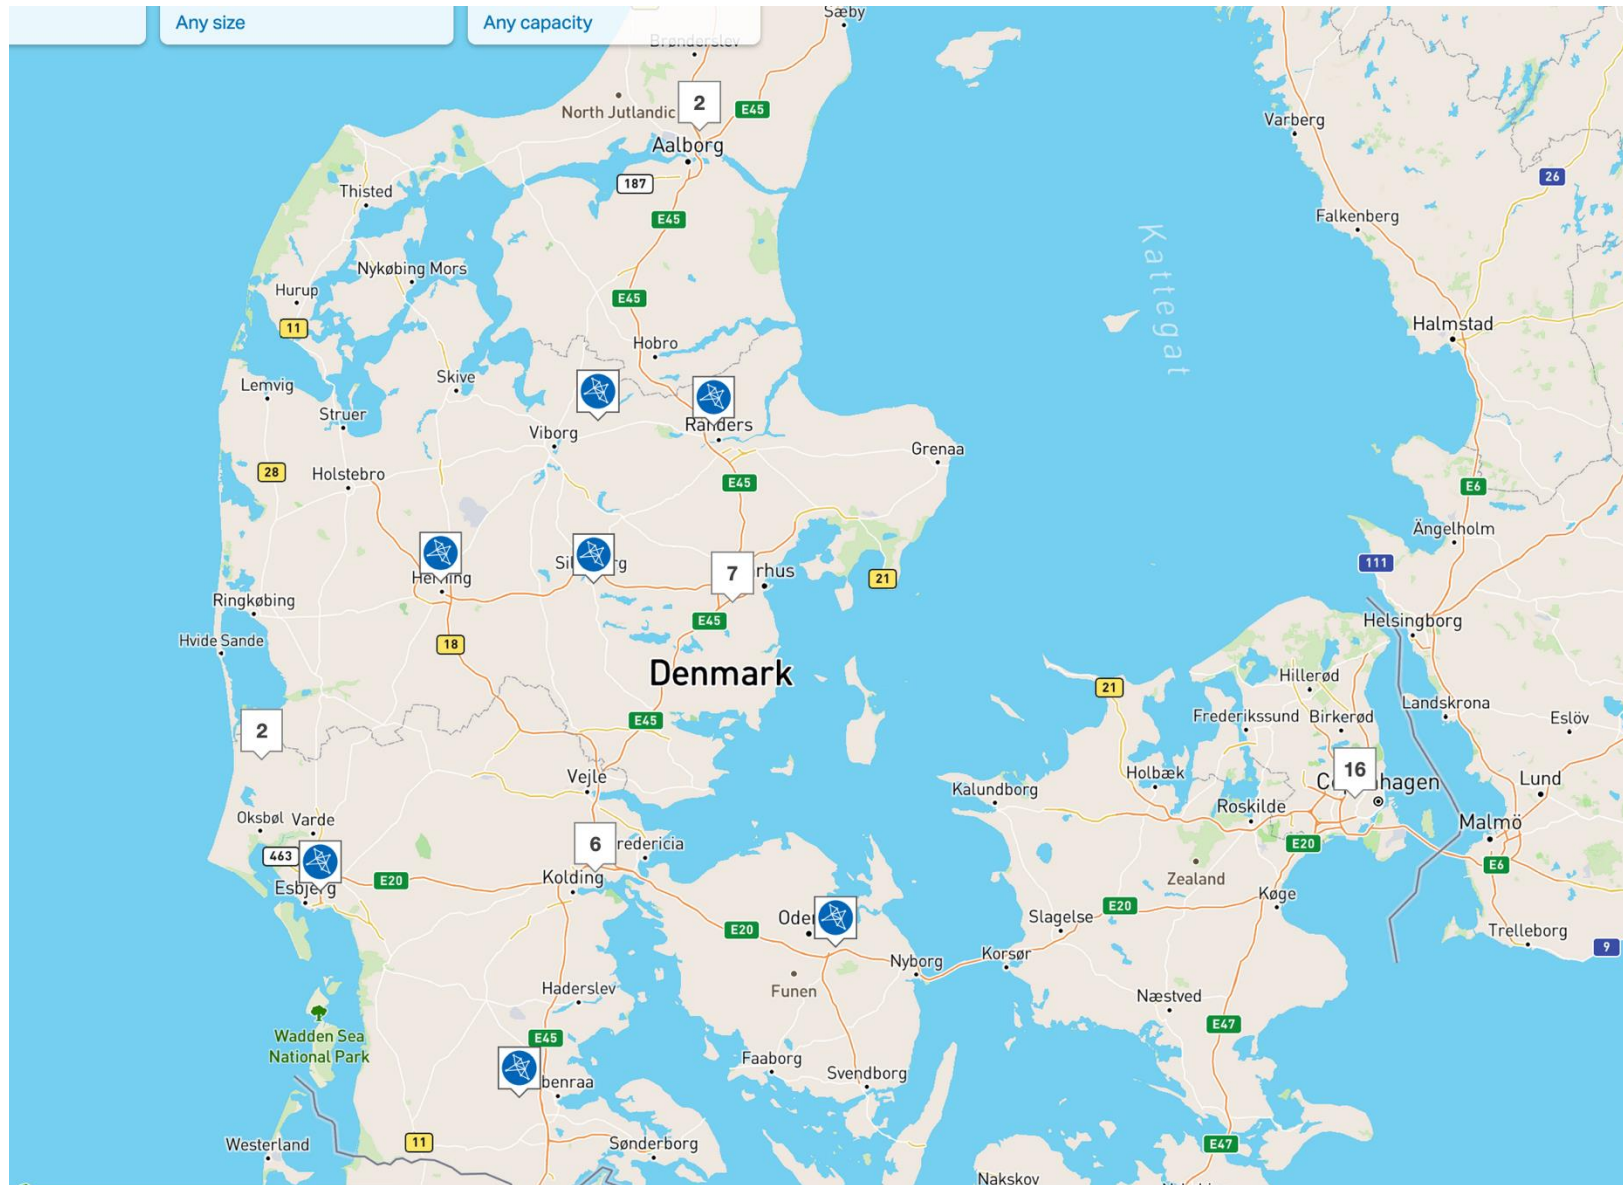 Any size
Any capacity
Sæby
Brønderslev
North Jutlandic
2
E45
Aalborg
187
E45
Thisted
Nykøbing Mors
Hurup
11
E45
Hobro
Lemvig
Skive
Struer
Viborg
Randers
Grenaa
28
Holstebro
E45
Herning
7
rhus
21
Ringkøbing
E45
Hvide Sande
18
Denmark
E45
2
Vejle
Oksbøl
Varde
6
redericia
463
Esbjerg
E20
Kolding
E20
Nyborg
Funen
Haderslev
Wadden Sea
National Park
E45
benraa
Faaborg
Svendborg
Westerland
11
Sønderborg
Kattegat
Varberg
26
Falkenberg
Halmstad
E6
Ängelholm
111
Helsingborg
Hillerød
21
Landskrona
Frederikssund
Birkerød
Eslöv
16
Holbæk
Lund
Kalundborg
Roskilde
Malmö
E20
E6
Zealand
Køge
E20
Slagelse
Trelleborg
9
Korsør
Næstved
E47
E47
Nakskov